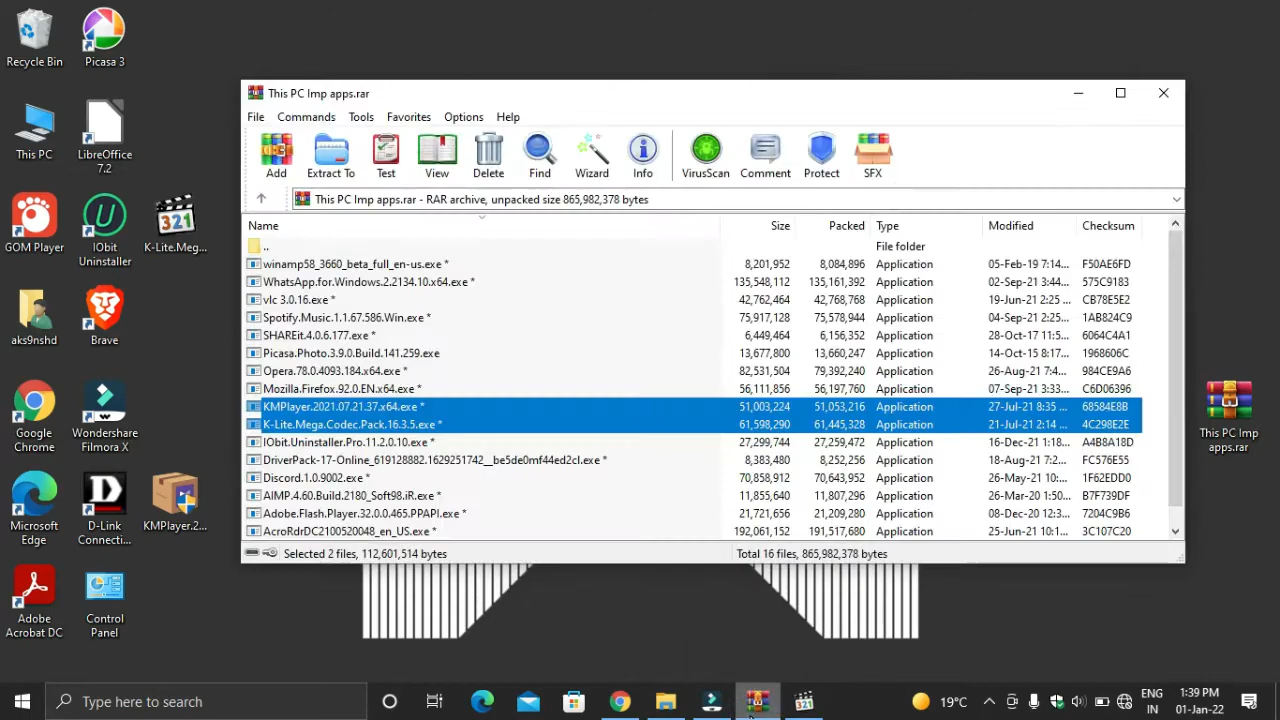 Recycle Bin
Picasa 3
This PC
LibreOffice
7.2
GOM Player
IObit
Uninstaller
K-Lite.Meg...
aks9nshd
Brave
Google
Chrome
Wondershare
Filmora X
Microsoft
Edge
D-Link
Connecti...
KMPlayer.2...
Adobe
Acrobat DC
Control
Panel
This PC Imp apps.rar
File Commands Tools Favorites Options Help
Add Extract To Test View Delete Find Wizard Info VirusScan Comment Protect SFX
This PC Imp apps.rar - RAR archive, unpacked size 865,982,378 bytes
Name Size Packed Type Modified Checksum
.. File folder
winamp58_3660_beta_full_en-us.exe * 8,201,952 8,084,896 Application 05-Feb-19 7:14... F50AE6FD
WhatsApp.for.Windows.2.2134.10.x64.exe * 135,548,112 135,161,392 Application 02-Sep-21 3:44... 575C9183
vlc 3.0.16.exe * 42,762,464 42,768,768 Application 19-Jun-21 2:25 ... CB78E5E2
Spotify.Music.1.1.67.586.Win.exe * 75,917,128 75,578,944 Application 04-Sep-21 2:25... 1AB824C9
SHAREit.4.0.6.177.exe * 6,449,464 6,156,352 Application 28-Oct-17 11:5... 6064C4A1
Picasa.Photo.3.9.0.Build.141.259.exe 13,677,800 13,660,247 Application 14-Oct-15 8:17... 1968606C
Opera.78.0.4093.184.x64.exe * 82,531,504 79,392,240 Application 26-Aug-21 7:4... 984CE9A6
Mozilla.Firefox.92.0.EN.x64.exe * 56,111,856 56,197,760 Application 07-Sep-21 3:33... C6D06396
KMPlayer.2021.07.21.37.x64.exe * 51,003,224 51,053,216 Application 27-Jul-21 8:35 ... 68584E8B
K-Lite.Mega.Codec.Pack.16.3.5.exe * 61,598,290 61,445,328 Application 21-Jul-21 2:14 ... 4C298E2E
IObit.Uninstaller.Pro.11.2.0.10.exe * 27,299,744 27,259,472 Application 16-Dec-21 1:18... A4B8A18D
DriverPack-17-Online_619128882.1629251742__be5de0mf44ed2cl.exe * 8,383,480 8,252,256 Application 18-Aug-21 7:2... FC576E55
Discord.1.0.9002.exe * 70,858,912 70,643,952 Application 26-May-21 10:... 1F62EDD0
AIMP.4.60.Build.2180_Soft98.iR.exe * 11,855,640 11,807,296 Application 26-Mar-20 1:50... B7F739DF
Adobe.Flash.Player.32.0.0.465.PPAPI.exe * 21,721,656 21,209,280 Application 08-Dec-20 12:3... 7204C9B6
AcroRdrDC2100520048_en_US.exe * 192,061,152 191,517,680 Application 25-Jun-21 10:1... 3C107C20
Selected 2 files, 112,601,514 bytes Total 16 files, 865,982,378 bytes
This PC Imp
apps.rar
Type here to search
321
19°C
ENG
IN
1:39 PM
01-Jan-22